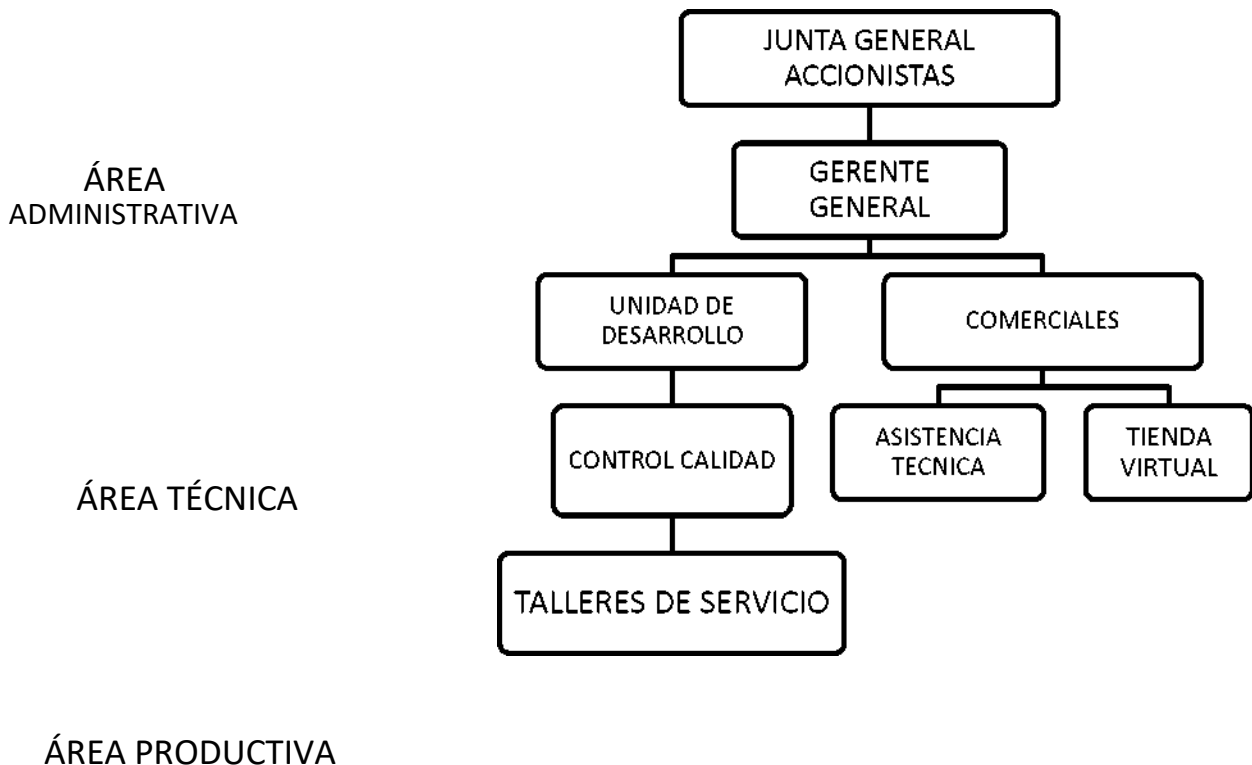 JUNTA GENERAL
ACCIONISTAS
ÁREA
ADMINISTRATIVA
GERENTE
GENERAL
UNIDAD DE
DESARROLLO
COMERCIALES
CONTROL CALIDAD
ASISTENCIA
TECNICA
TIENDA
VIRTUAL
ÁREA TÉCNICA
TALLERES DE SERVICIO
ÁREA PRODUCTIVA